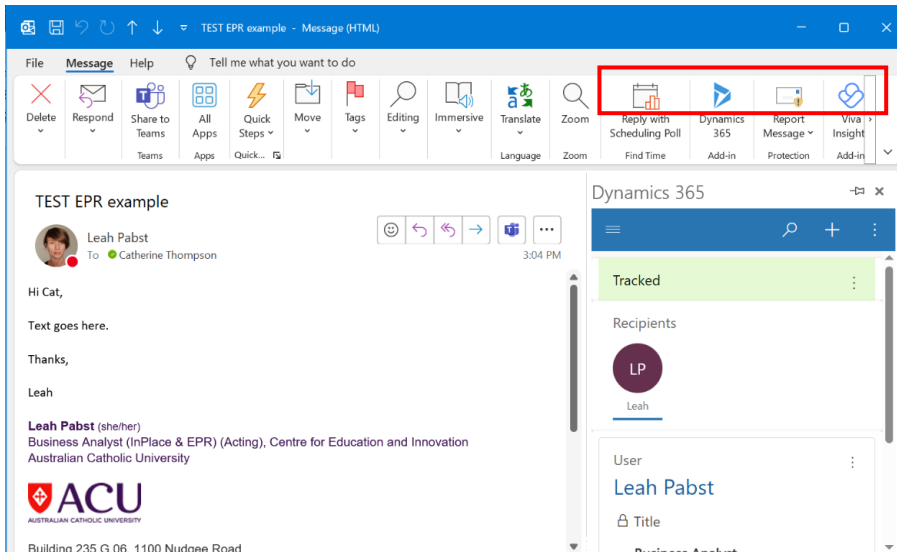 TEST EPR example - Message (HTML)
File Message Help Tell me what you want to do
Delete Respond Share to Teams All Apps Quick Steps Move Tags Editing Immersive Translate Zoom Reply with Scheduling Poll Dynamics 365 Report Message Viva Insight
Teams Apps Quick... Language Zoom Find Time Add-in Protection Add-in
TEST EPR example
Leah Pabst
To Catherine Thompson
3:04 PM
Hi Cat,
Text goes here.
Thanks,
Leah
Leah Pabst (she/her)
Business Analyst (InPlace & EPR) (Acting), Centre for Education and Innovation
Australian Catholic University
ACU
AUSTRALIAN CATHOLIC UNIVERSITY
Building 235 G.06, 1100 Nudgee Road
Dynamics 365
Tracked
Recipients
LP
Leah
User
Leah Pabst
Title
Business Analyst